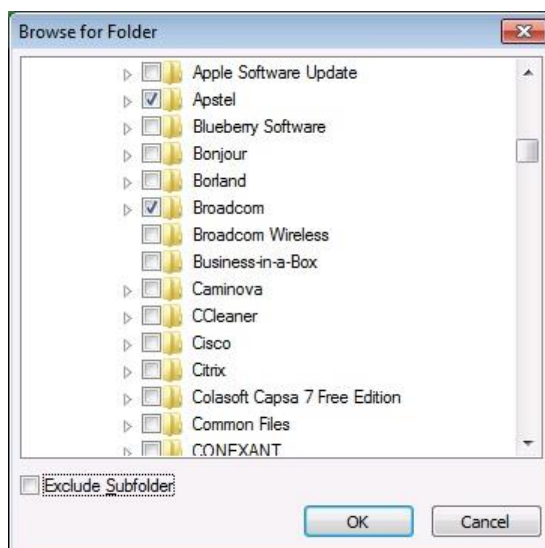 Browse for Folder
Apple Software Update
Apstel
Blueberry Software
Bonjour
Borland
Broadcom
Broadcom Wireless
Business-in-a-Box
Caminova
CCleaner
Cisco
Citrix
Colasoft Capsa 7 Free Edition
Common Files
CONEXANT
Exclude Subfolder
OK Cancel